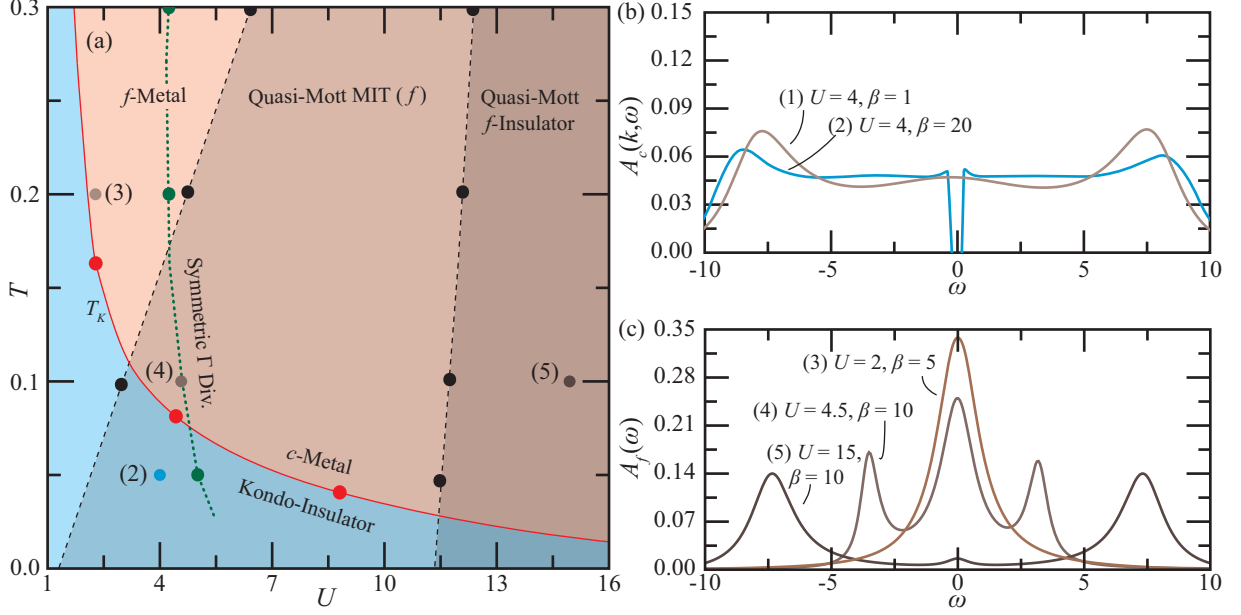 (a)
0.3
0.2
0.1
0.0
T
1
4
7
10
13
16
U
f-Metal
Quasi-Mott MIT (f)
Quasi-Mott
f-Insulator
(3)
T_K
Symmetric Γ Div.
(4)
(5)
(2)
c-Metal
Kondo-Insulator
(b)
0.15
0.12
0.09
0.06
0.03
0.00
A_c(k,ω)
(1) U = 4, β = 1
(2) U = 4, β = 20
-10
-5
0
5
10
ω
(c)
0.35
0.28
0.21
0.14
0.07
0.00
A_f(ω)
(3) U = 2, β = 5
(4) U = 4.5, β = 10
(5) U = 15,
β = 10
-10
-5
0
5
10
ω